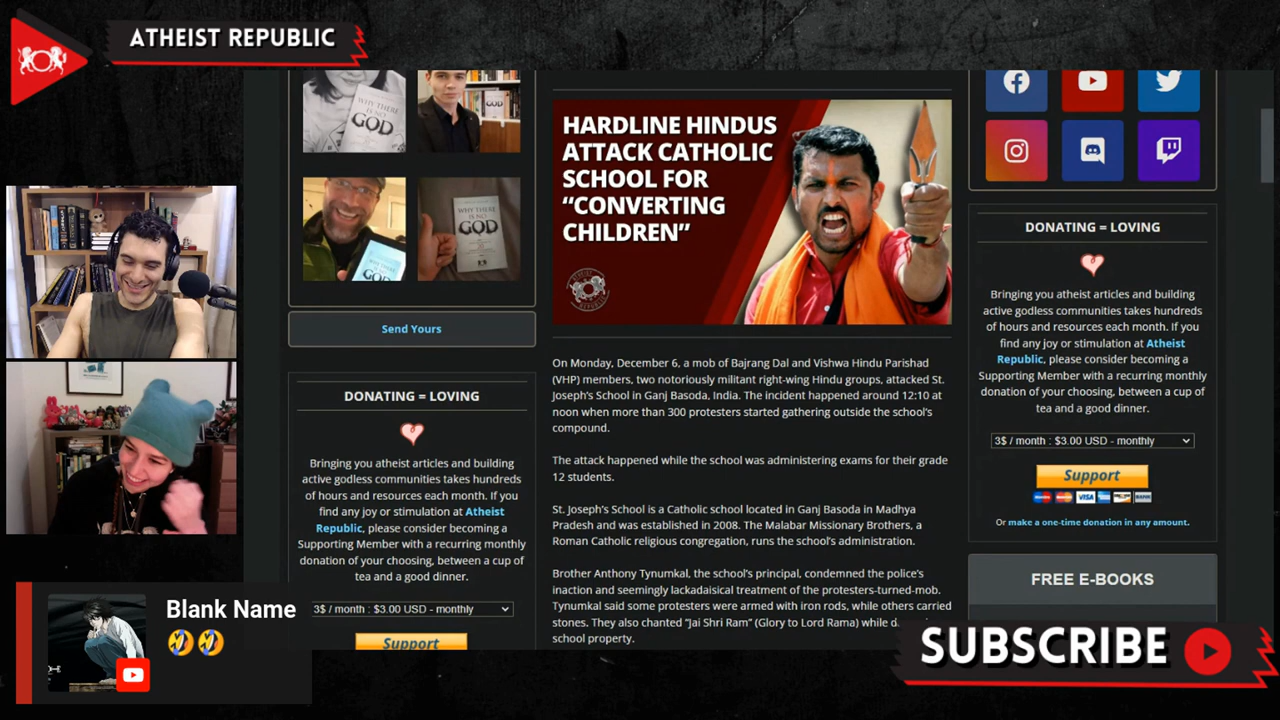 ATHEIST REPUBLIC
WHY THERE
IS NO
GOD
GOD
GOD
WHY THERE
IS NO
GOD
Send Yours
DONATING = LOVING
Bringing you atheist articles and building
active godless communities takes hundreds
of hours and resources each month. If you
find any joy or stimulation at Atheist
Republic, please consider becoming a
Supporting Member with a recurring monthly
donation of your choosing, between a cup of
tea and a good dinner.
3$ / month : $3.00 USD - monthly
Support
Blank Name
🤣🤣
HARDLINE HINDUS
ATTACK CATHOLIC
SCHOOL FOR
“CONVERTING
CHILDREN”
ATHEIST
REPUBLIC
On Monday, December 6, a mob of Bajrang Dal and Vishwa Hindu Parishad
(VHP) members, two notoriously militant right-wing Hindu groups, attacked St.
Joseph’s School in Ganj Basoda, India. The incident happened around 12:10 at
noon when more than 300 protesters started gathering outside the school’s
compound.
The attack happened while the school was administering exams for their grade
12 students.
St. Joseph’s School is a Catholic school located in Ganj Basoda in Madhya
Pradesh and was established in 2008. The Malabar Missionary Brothers, a
Roman Catholic religious congregation, runs the school’s administration.
Brother Anthony Tynumkal, the school’s principal, condemned the police’s
inaction and seemingly lackadaisical treatment of the protesters-turned-mob.
Tynumkal said some protesters were armed with iron rods, while others carried
stones. They also chanted “Jai Shri Ram” (Glory to Lord Rama) while
school property.
DONATING = LOVING
Bringing you atheist articles and building
active godless communities takes hundreds
of hours and resources each month. If you
find any joy or stimulation at Atheist
Republic, please consider becoming a
Supporting Member with a recurring monthly
donation of your choosing, between a cup of
tea and a good dinner.
3$ / month : $3.00 USD - monthly
Support
VISA
Or make a one-time donation in any amount.
FREE E-BOOKS
SUBSCRIBE